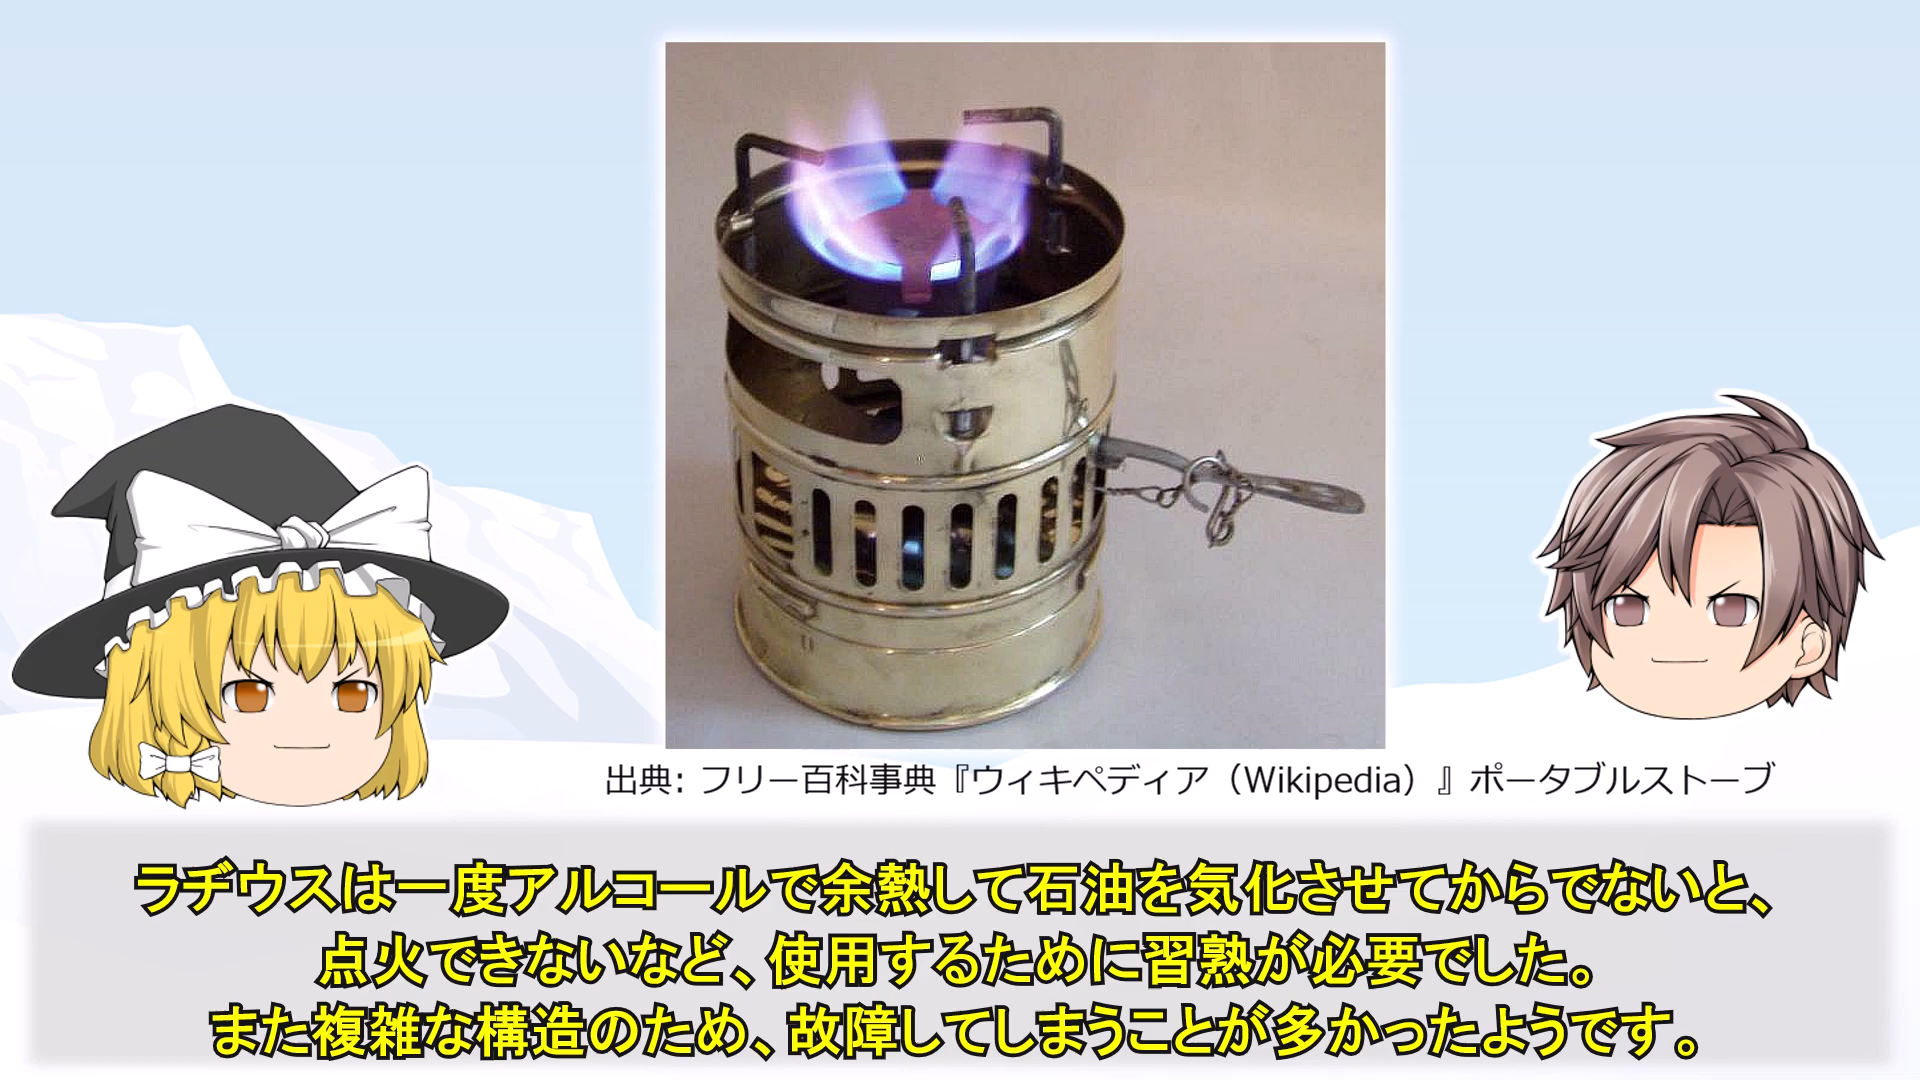 出典: フリー百科事典『ウィキペディア（Wikipedia）』ポータブルストーブ
ラヂウスは一度アルコールで余熱して石油を気化させてからでないと、
点火できないなど、使用するために習熟が必要でした。
また複雑な構造のため、故障してしまうことが多かったようです。